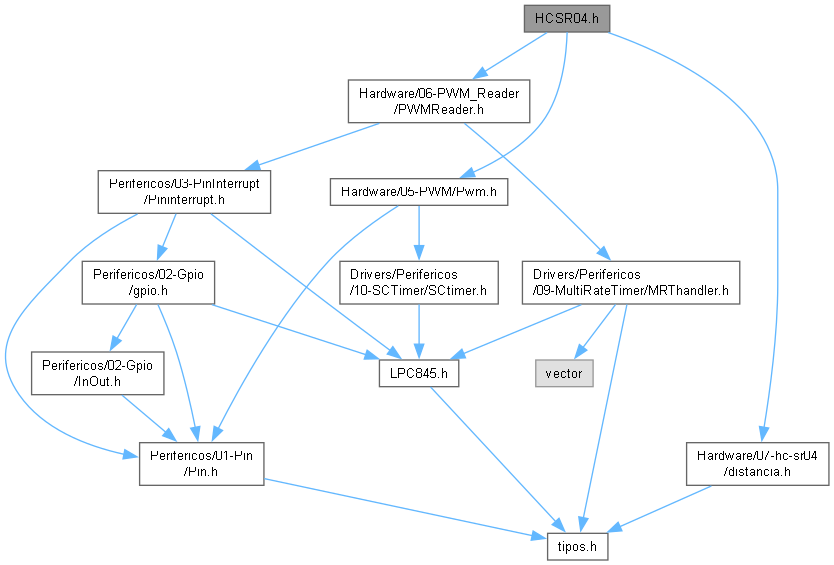 HCSR04.h
Hardware/06-PWM_Reader
/PWMReader.h
Perifericos/03-PinInterrupt
/PinInterrupt.h
Hardware/05-PWM/Pwm.h
Perifericos/02-Gpio
/gpio.h
Drivers/Perifericos
/10-SCTimer/SCtimer.h
Drivers/Perifericos
/09-MultiRateTimer/MRThandler.h
Perifericos/02-Gpio
/InOut.h
LPC845.h
vector
Perifericos/01-Pin
/Pin.h
Hardware/07-hc-sr04
/distancia.h
tipos.h